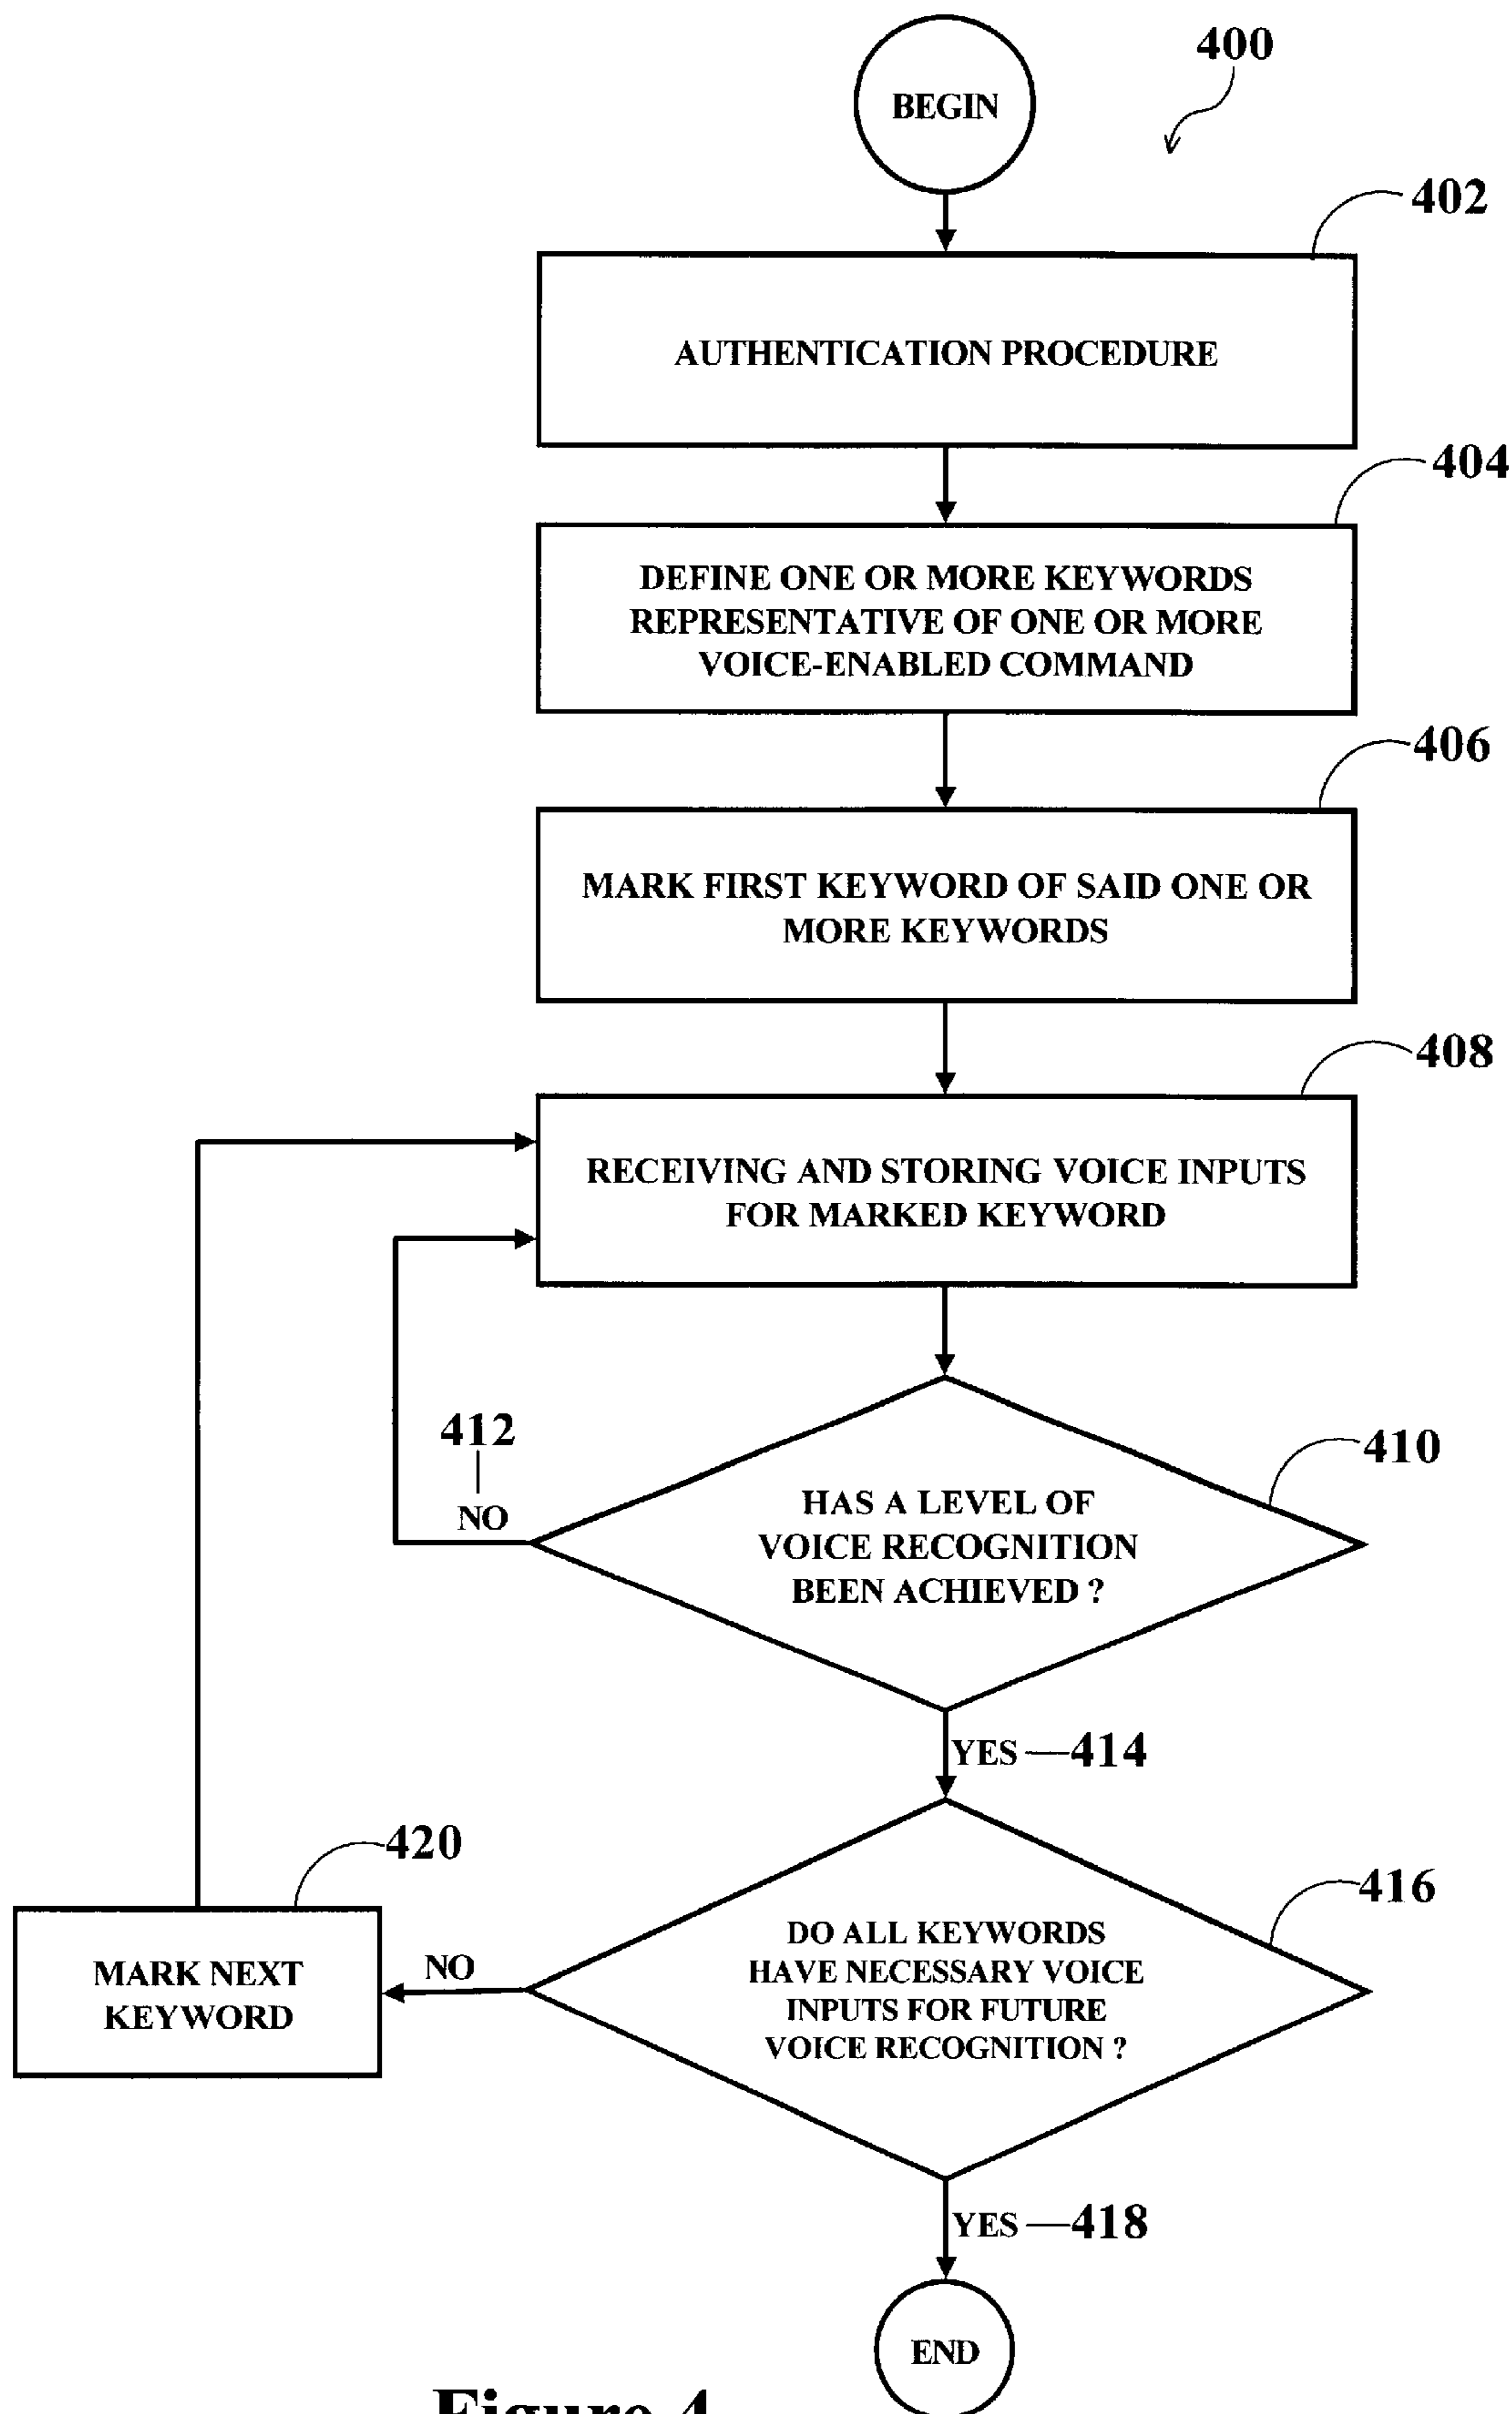 BEGIN
400
402
AUTHENTICATION PROCEDURE
404
DEFINE ONE OR MORE KEYWORDS
REPRESENTATIVE OF ONE OR MORE
VOICE-ENABLED COMMAND
406
MARK FIRST KEYWORD OF SAID ONE OR
MORE KEYWORDS
408
RECEIVING AND STORING VOICE INPUTS
FOR MARKED KEYWORD
412
NO
410
HAS A LEVEL OF
VOICE RECOGNITION
BEEN ACHIEVED ?
YES
414
420
416
MARK NEXT
KEYWORD
NO
DO ALL KEYWORDS
HAVE NECESSARY VOICE
INPUTS FOR FUTURE
VOICE RECOGNITION ?
YES
418
END
Figure 4